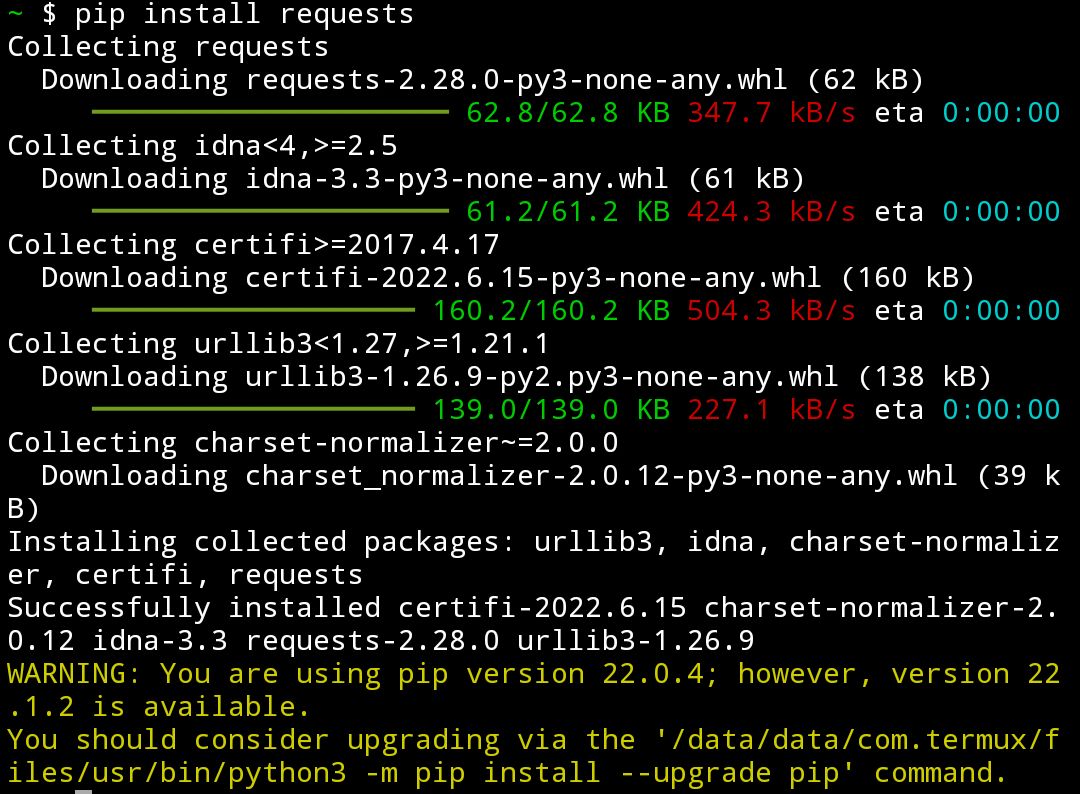 ~ $ pip install requests
Collecting requests
  Downloading requests-2.28.0-py3-none-any.whl (62 kB)
62.8/62.8 KB 347.7 kB/s eta 0:00:00
Collecting idna<4,>=2.5
  Downloading idna-3.3-py3-none-any.whl (61 kB)
61.2/61.2 KB 424.3 kB/s eta 0:00:00
Collecting certifi>=2017.4.17
  Downloading certifi-2022.6.15-py3-none-any.whl (160 kB)
160.2/160.2 KB 504.3 kB/s eta 0:00:00
Collecting urllib3<1.27,>=1.21.1
  Downloading urllib3-1.26.9-py2.py3-none-any.whl (138 kB)
139.0/139.0 KB 227.1 kB/s eta 0:00:00
Collecting charset-normalizer~=2.0.0
  Downloading charset_normalizer-2.0.12-py3-none-any.whl (39 k
B)
Installing collected packages: urllib3, idna, charset-normaliz
er, certifi, requests
Successfully installed certifi-2022.6.15 charset-normalizer-2.
0.12 idna-3.3 requests-2.28.0 urllib3-1.26.9
WARNING: You are using pip version 22.0.4; however, version 22
.1.2 is available.
You should consider upgrading via the '/data/data/com.termux/f
iles/usr/bin/python3 -m pip install --upgrade pip' command.